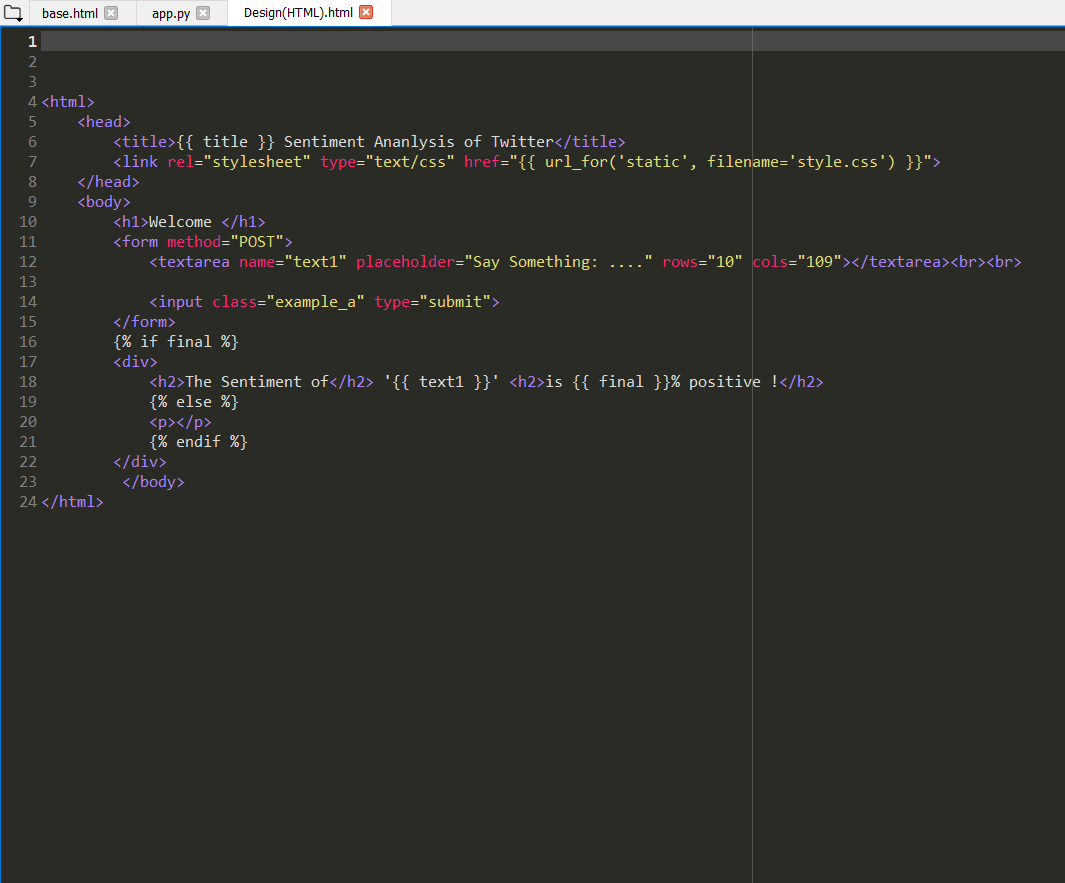 base.html app.py Design(HTML).html
1
2
3
4 <html>
5 <head>
6 <title>{{ title }} Sentiment Ananlysis of Twitter</title>
7 <link rel="stylesheet" type="text/css" href="{{ url_for('static', filename='style.css') }}">
8 </head>
9 <body>
10 <h1>Welcome </h1>
11 <form method="POST">
12 <textarea name="text1" placeholder="Say Something: ...." rows="10" cols="109"></textarea><br><br>
13
14 <input class="example_a" type="submit">
15 </form>
16 {% if final %}
17 <div>
18 <h2>The Sentiment of</h2> '{{ text1 }}' <h2>is {{ final }}% positive !</h2>
19 {% else %}
20 <p></p>
21 {% endif %}
22 </div>
23 </body>
24 </html>